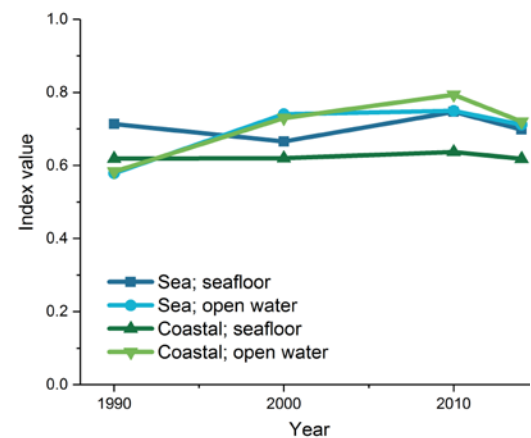 1.0
0.8
0.6
0.4
0.2
0.0
Index value
Sea; seafloor
Sea; open water
Coastal; seafloor
Coastal; open water
1990 2000 2010
Year